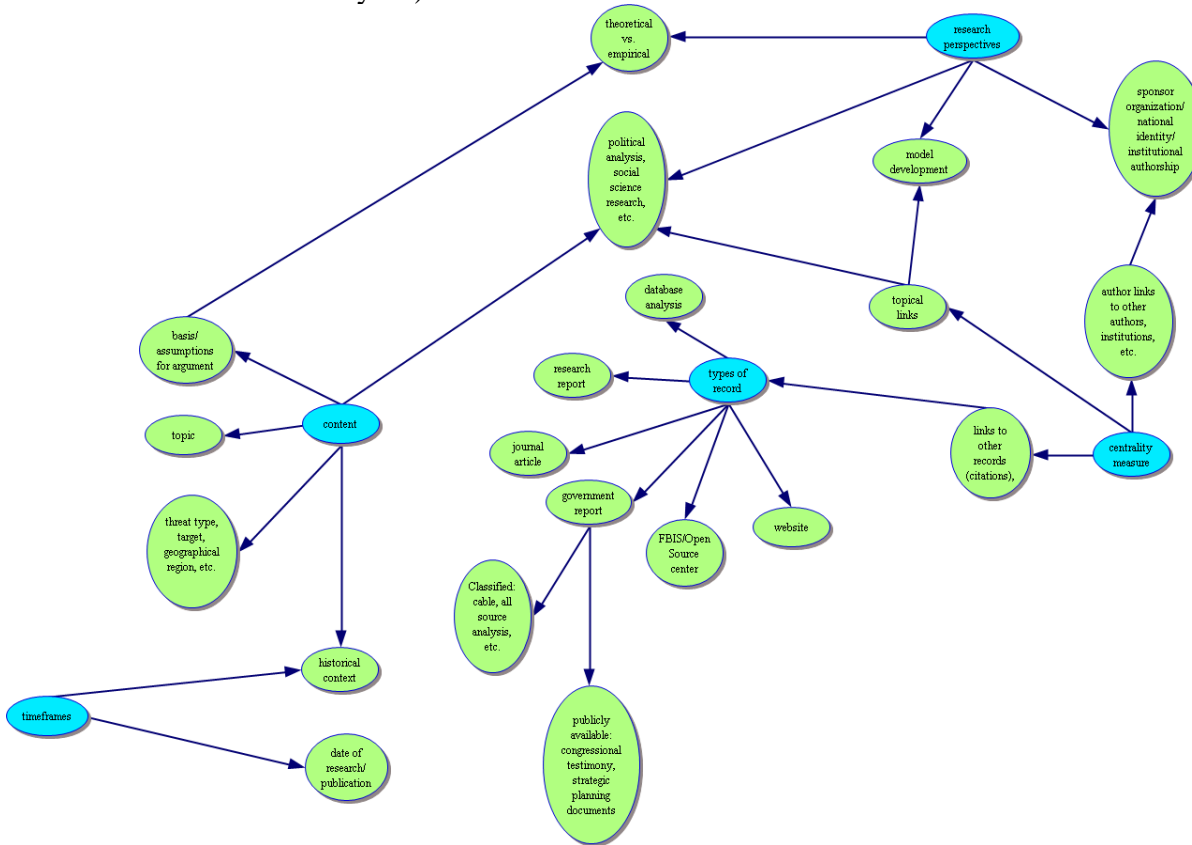 theoretical
vs.
empirical
research
perspectives
sponsor
organization/
national
identity/
institutional
authorship
political
analysis,
social
science
research,
etc.
model
development
database
analysis
topical
links
author links
to other
authors,
institutions,
etc.
basis/
assumptions
for argument
research
report
types of
record
topic
content
journal
article
links to
other
records
(citations),
centrality
measure
government
report
website
threat type,
target,
geographical
region, etc.
FBIS/Open
Source
center
Classified:
cable, all
source
analysis,
etc.
historical
context
timeframes
date of
research/
publication
publicly
available:
congressional
testimony,
strategic
planning
documents